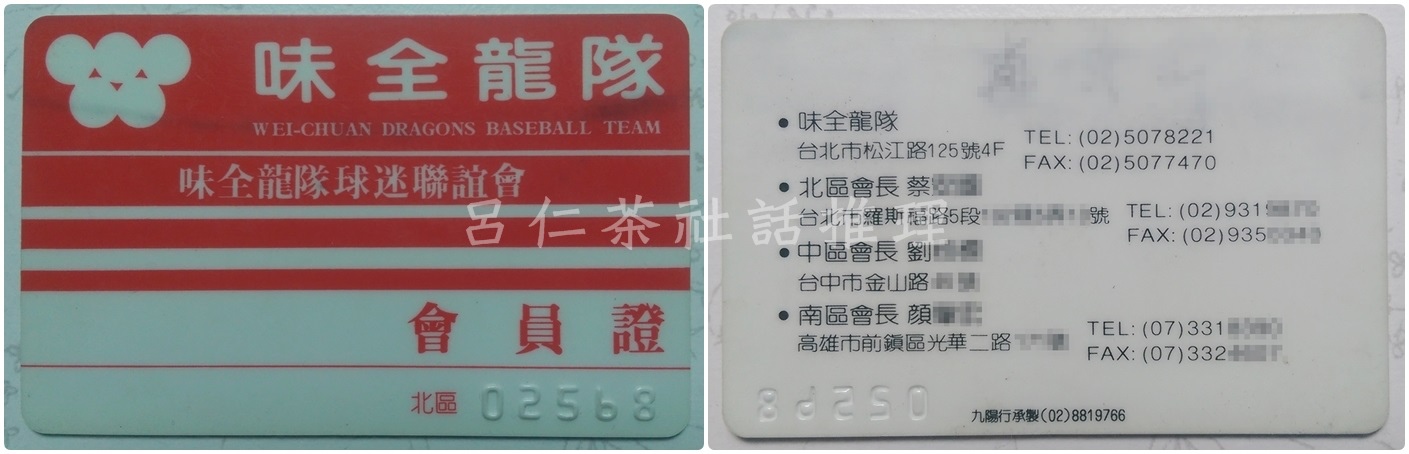 味全龍隊
WEI-CHUAN DRAGONS BASEBALL TEAM
味全龍隊球迷聯誼會
會員證
北區 02568
呂仁茶社話推理
● 味全龍隊
台北市松江路125號4F
TEL: (02)5078221
FAX: (02)5077470
● 北區會長 蔡
台北市羅斯福路5段 號
TEL: (02)931
FAX: (02)935
● 中區會長 劉
台中市金山路
● 南區會長 顏
高雄市前鎮區光華二路
TEL: (07)331
FAX: (07)332
九陽行承製(02)8819766